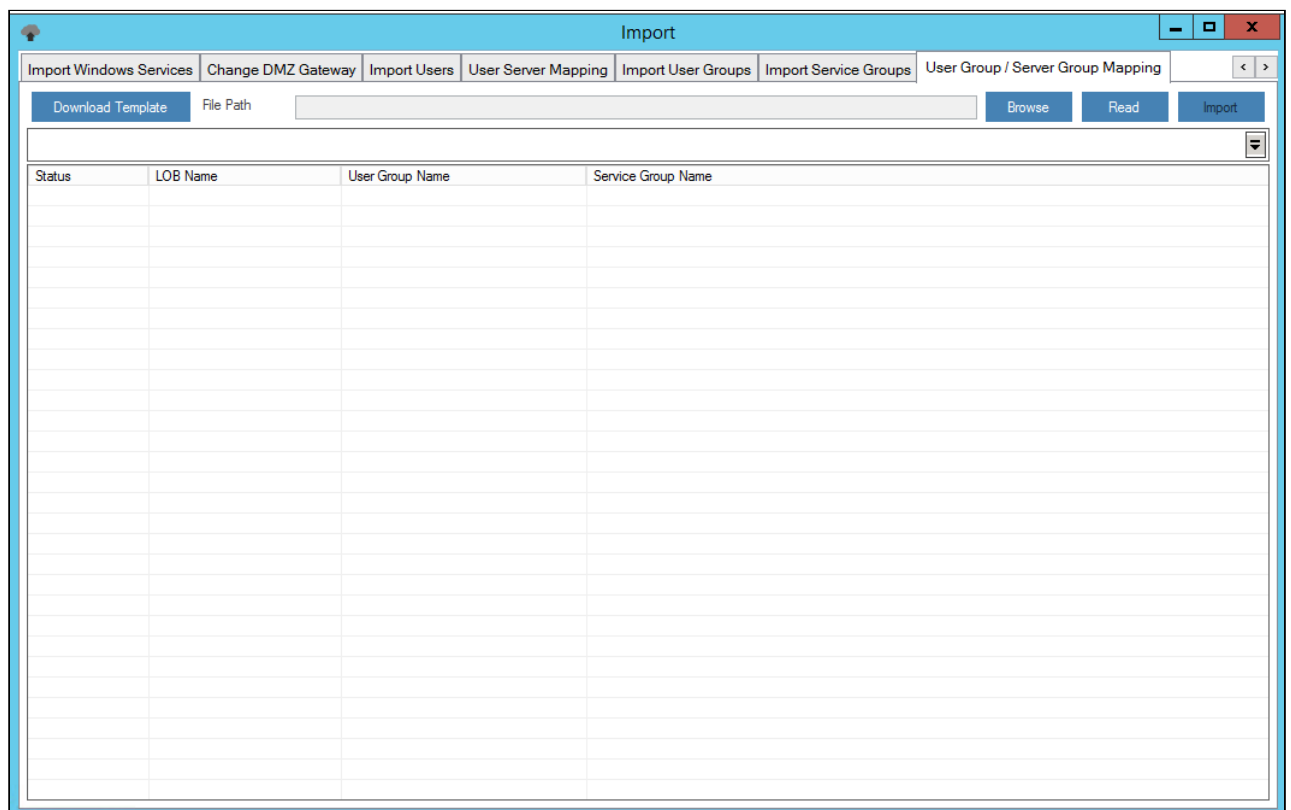 Import
Import Windows Services Change DMZ Gateway Import Users User Server Mapping Import User Groups Import Service Groups User Group / Server Group Mapping
Download Template File Path Browse Read Import
Status LOB Name User Group Name Service Group Name